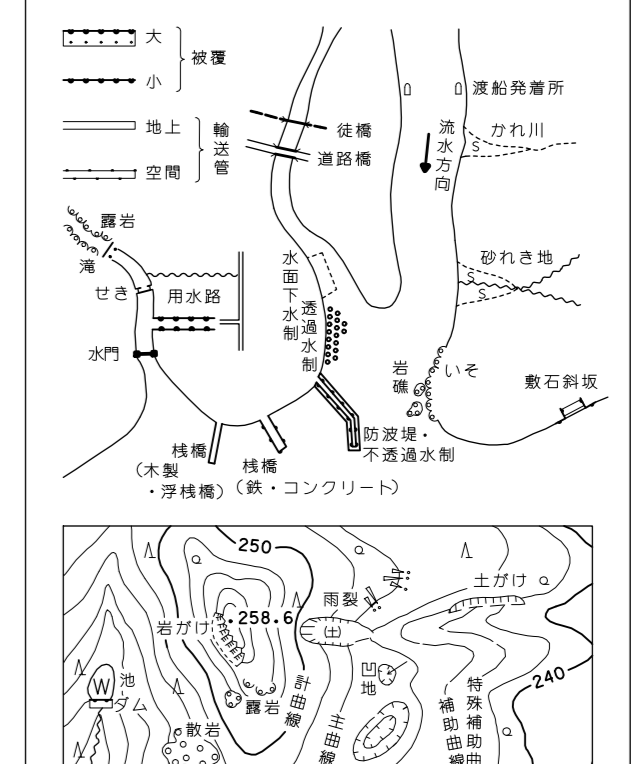 大
小
被覆
地上
空間
輸送管
徒橋
道路橋
渡船発着所
流水方向
かれ川
S
露岩
滝
せき
用水路
水面下水制
透過水制
砂れき地
S
S
水門
岩礁
いそ
敷石斜坂
桟橋
(木製
・浮桟橋)
桟橋
(鉄・コンクリート)
防波堤・
不透過水制
250
雨裂
土がけ
岩がけ
.258.6
(土)
凹地
池
W
ダム
露岩
計曲線
主曲線
補助曲線
特殊補助曲
240
散岩